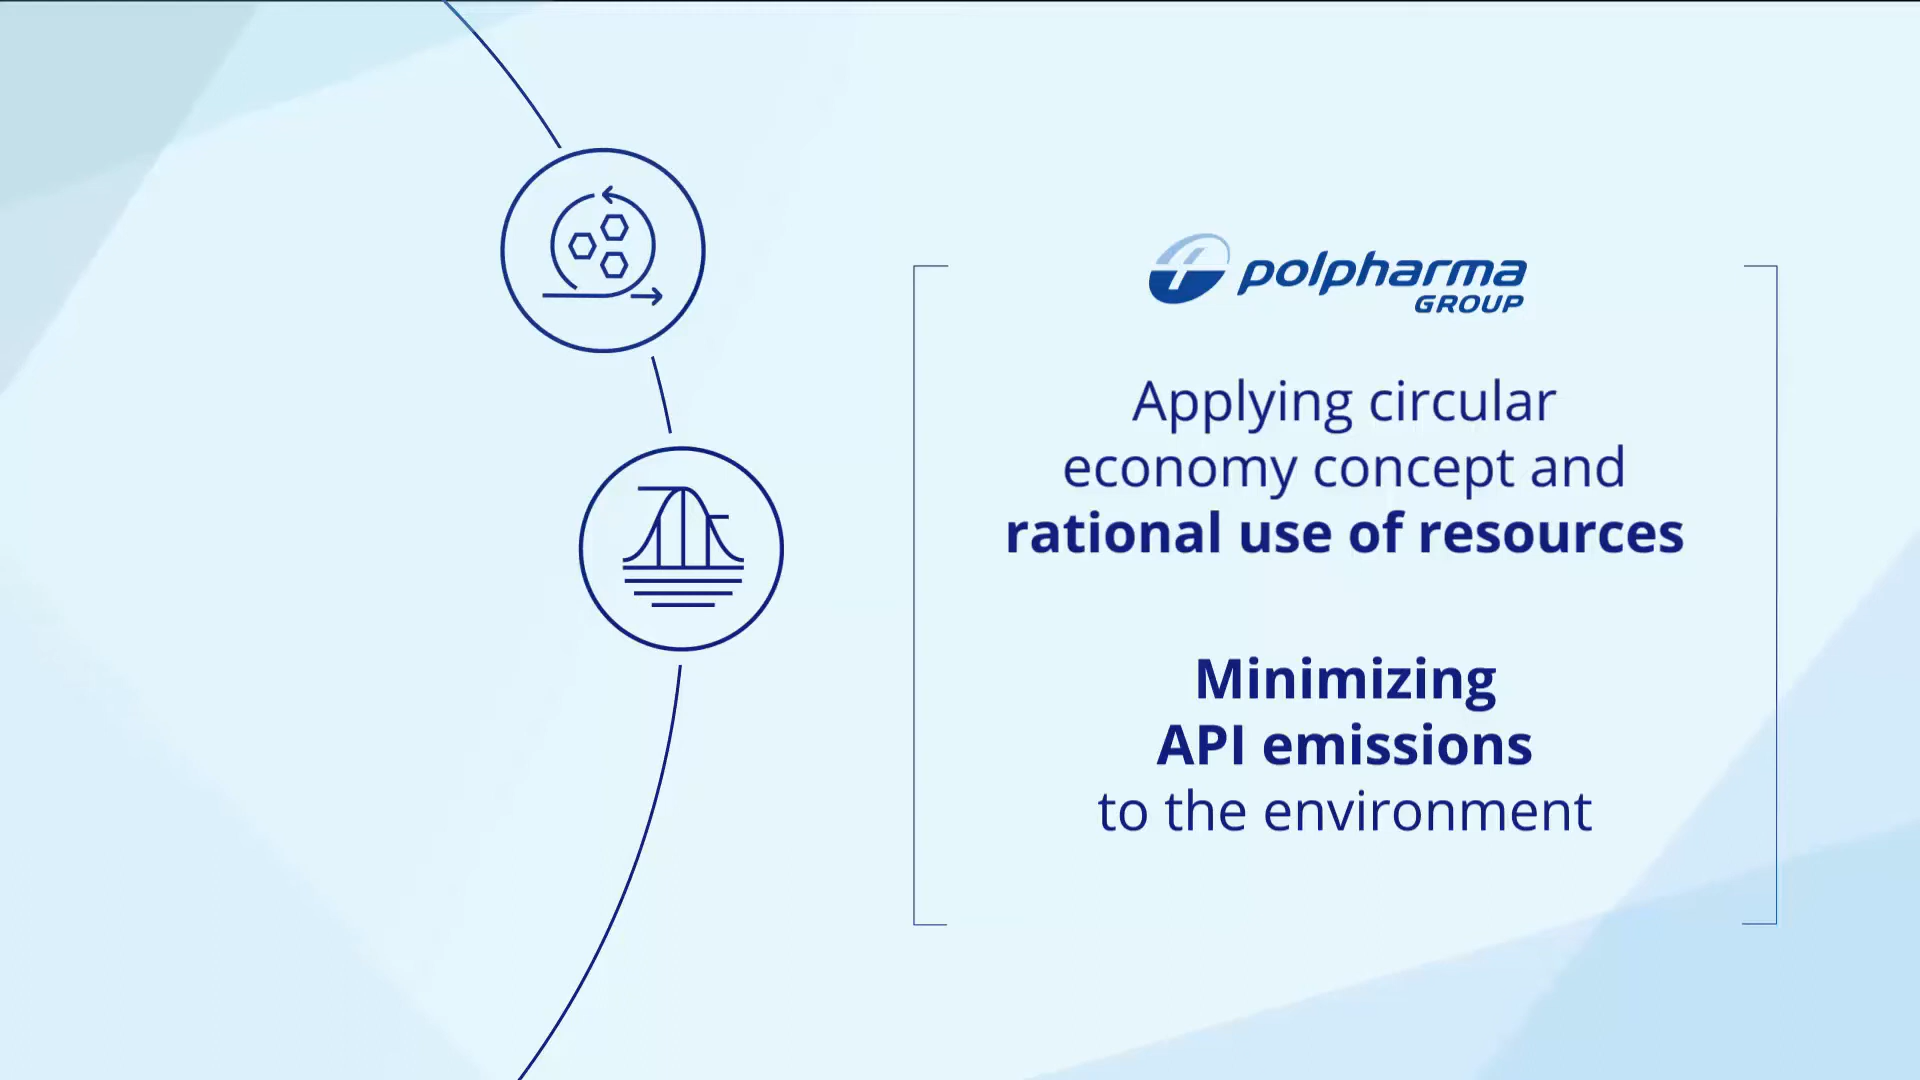 polpharma
GROUP
Applying circular
economy concept and
rational use of resources
Minimizing
API emissions
to the environment